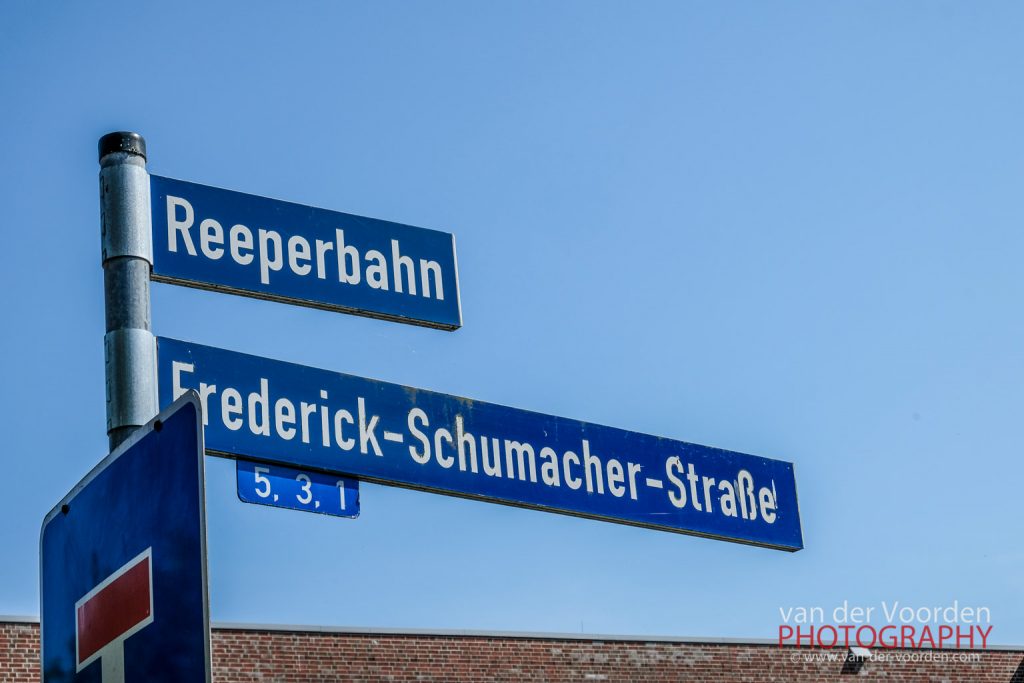 Reeperbahn
Frederick-Schumacher-Straße
5, 3, 1
van der Voorden
PHOTOGRAPHY
© www.van-der-voorden.com